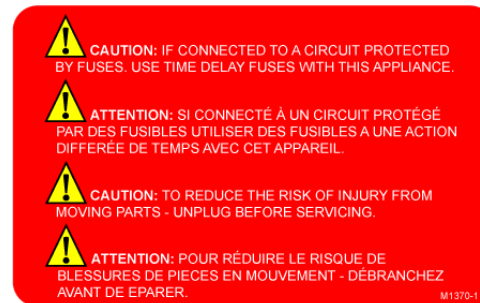 CAUTION: IF CONNECTED TO A CIRCUIT PROTECTED
BY FUSES. USE TIME DELAY FUSES WITH THIS APPLIANCE.
ATTENTION: SI CONNECTÉ À UN CIRCUIT PROTÉGÉ
PAR DES FUSIBLES UTILISER DES FUSIBLES A UNE ACTION
DIFFERÉE DE TEMPS AVEC CET APPAREIL.
CAUTION: TO REDUCE THE RISK OF INJURY FROM
MOVING PARTS - UNPLUG BEFORE SERVICING.
ATTENTION: POUR RÉDUIRE LE RISQUE DE
BLESSURES DE PIECES EN MOUVEMENT - DÉBRANCHEZ
AVANT DE EPARER.
M1370-1